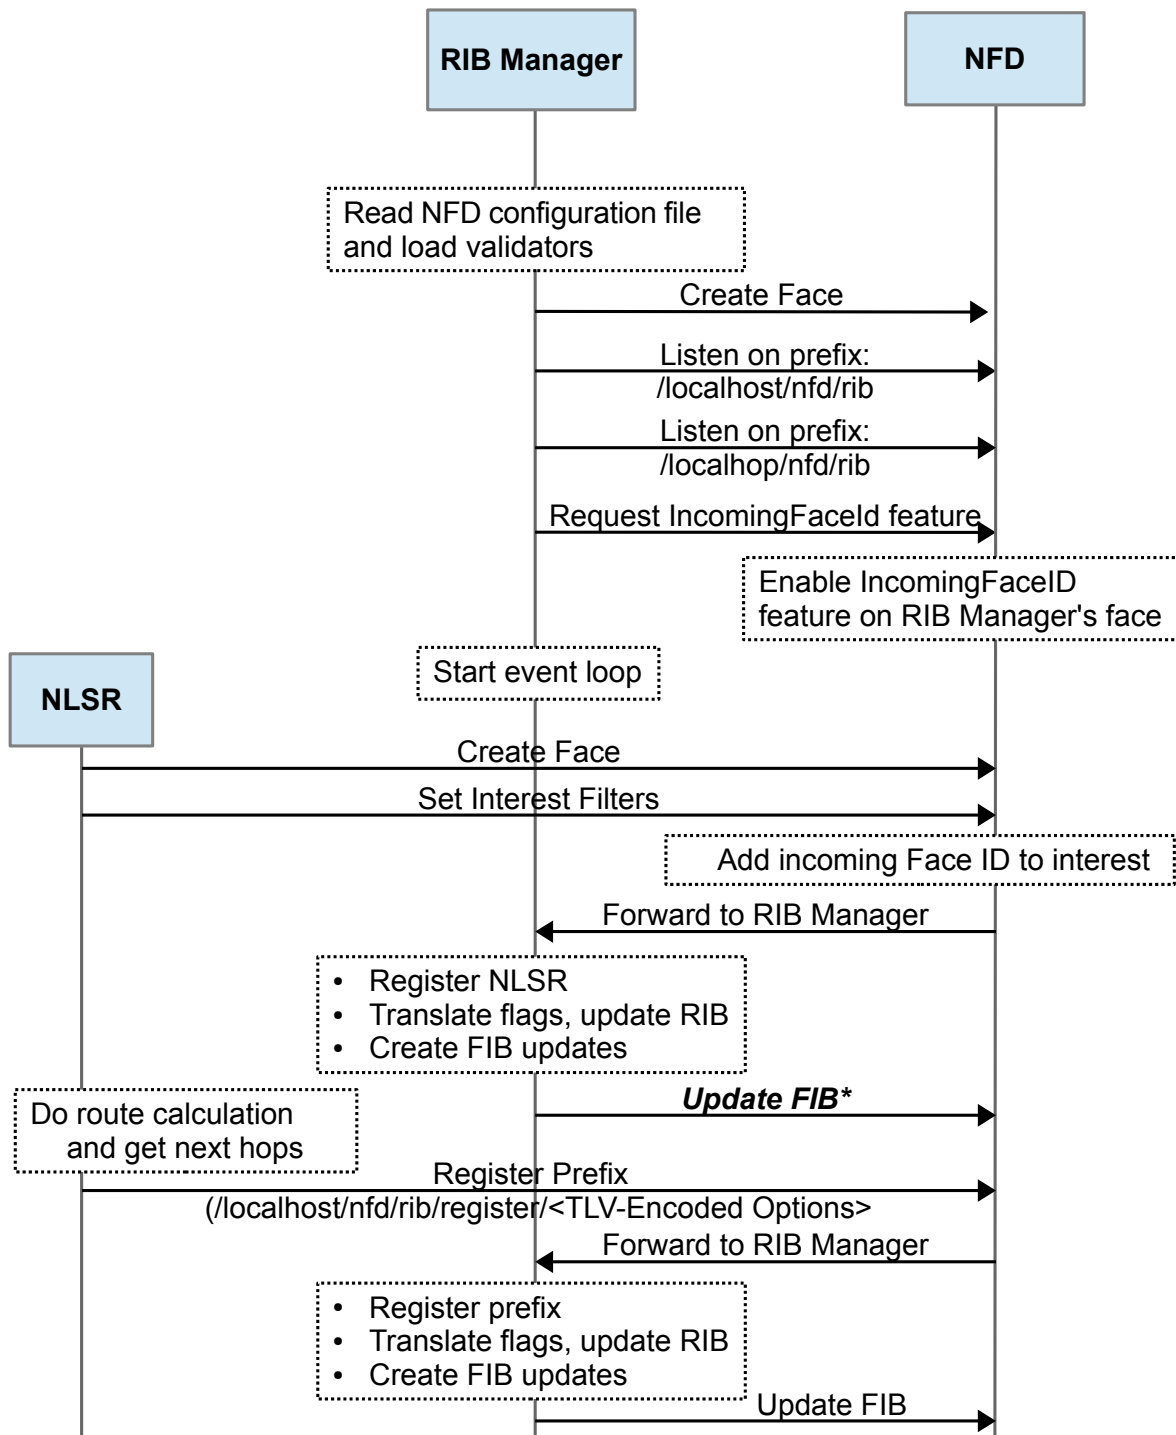 RIB Manager
NFD
Read NFD configuration file
and load validators
Create Face
Listen on prefix:
/localhost/nfd/rib
Listen on prefix:
/localhop/nfd/rib
Request IncomingFaceId feature
Enable IncomingFaceID
feature on RIB Manager's face
Start event loop
NLSR
Create Face
Set Interest Filters
Add incoming Face ID to interest
Forward to RIB Manager
• Register NLSR
• Translate flags, update RIB
• Create FIB updates
Update FIB*
Do route calculation
and get next hops
Register Prefix
(/localhost/nfd/rib/register/<TLV-Encoded Options>
Forward to RIB Manager
• Register prefix
• Translate flags, update RIB
• Create FIB updates
Update FIB